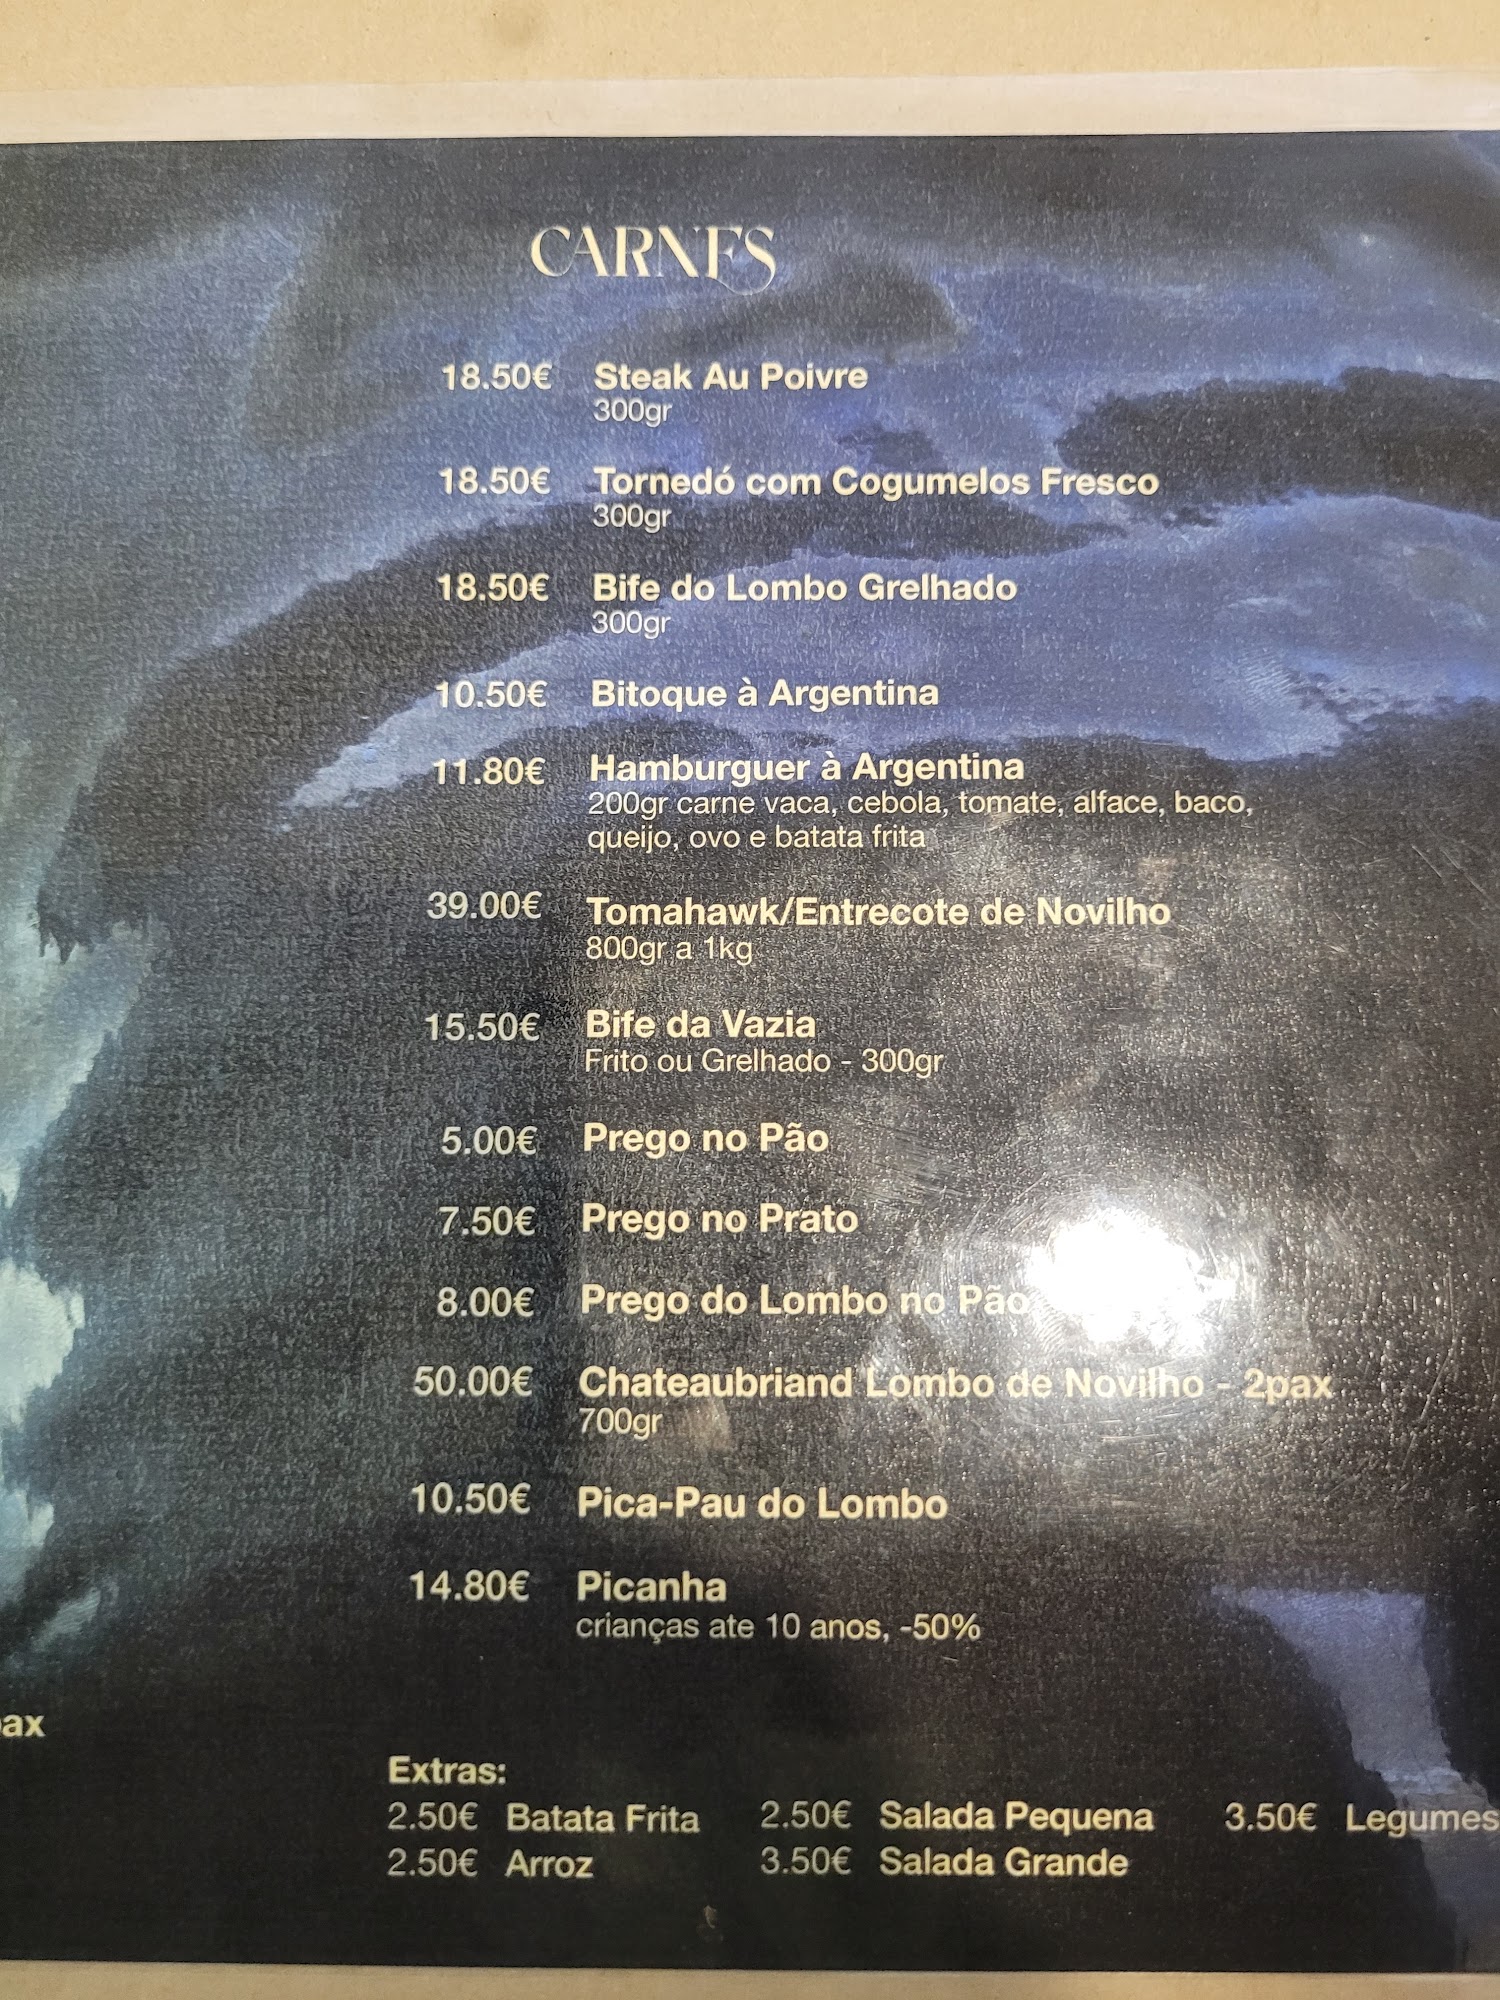 CARNES
18.50€ Steak Au Poivre
300gr
18.50€ Tornedó com Cogumelos Fresco
300gr
18.50€ Bife do Lombo Grelhado
300gr
10.50€ Bitoque à Argentina
11.80€ Hamburguer à Argentina
200gr carne vaca, cebola, tomate, alface, baco,
queijo, ovo e batata frita
39.00€ Tomahawk/Entrecote de Novilho
800gr a 1kg
15.50€ Bife da Vazia
Frito ou Grelhado - 300gr
5.00€ Prego no Pão
7.50€ Prego no Prato
8.00€ Prego do Lombo no Pão
50.00€ Chateaubriand Lombo de Novilho - 2pax
700gr
10.50€ Pica-Pau do Lombo
14.80€ Picanha
crianças ate 10 anos, -50%
Extras:
2.50€ Batata Frita 2.50€ Salada Pequena 3.50€ Legumes
2.50€ Arroz 3.50€ Salada Grande